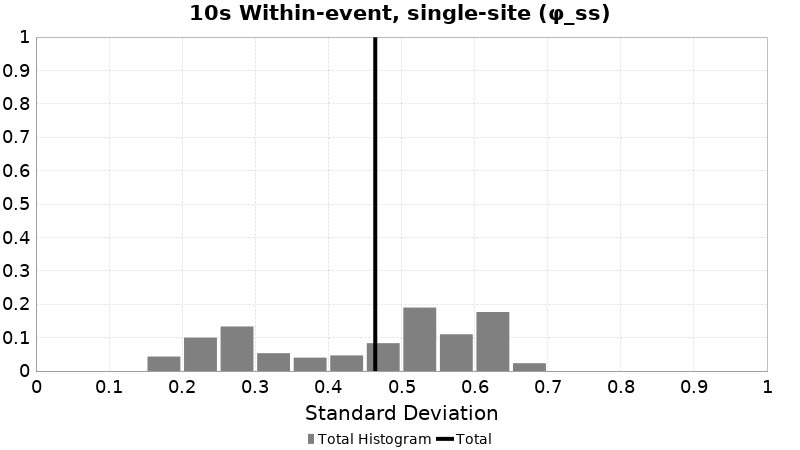 10s Within-event, single-site (φ_ss)
1
0.9
0.8
0.7
0.6
0.5
0.4
0.3
0.2
0.1
0
0 0.1 0.2 0.3 0.4 0.5 0.6 0.7 0.8 0.9 1
Standard Deviation
Total Histogram Total